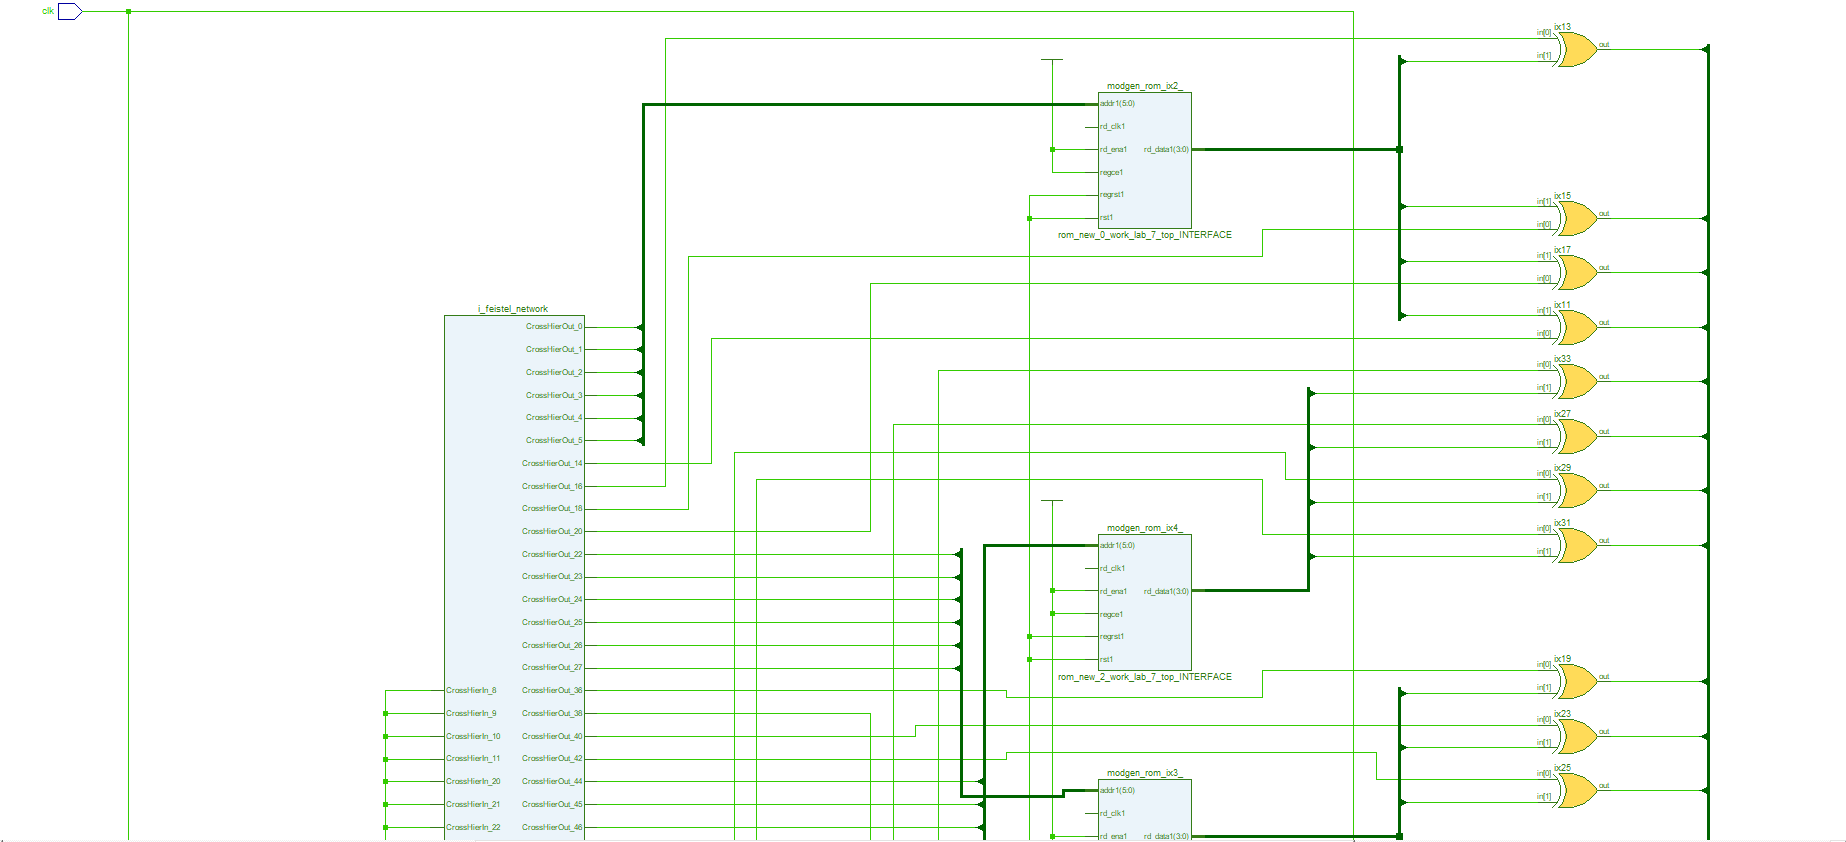 clk
ix13
in[0]
out
in[1]
modgen_rom_ix2_
addr1(5:0)
rd_clk1
rd_ena1
rd_data1(3:0)
regce1
regrst1
rst1
rom_new_0_work_lab_7_top_INTERFACE
ix15
in[1]
out
in[0]
ix17
in[1]
out
in[0]
ix11
in[1]
out
in[0]
ix33
in[0]
out
in[1]
ix27
in[0]
out
in[1]
ix29
in[0]
out
in[1]
ix31
in[0]
out
in[1]
i_feistel_network
CrossHierOut_0
CrossHierOut_1
CrossHierOut_2
CrossHierOut_3
CrossHierOut_4
CrossHierOut_5
CrossHierOut_14
CrossHierOut_16
CrossHierOut_18
CrossHierOut_20
CrossHierOut_22
CrossHierOut_23
CrossHierOut_24
CrossHierOut_25
CrossHierOut_26
CrossHierOut_27
CrossHierIn_8 CrossHierOut_36
CrossHierIn_9 CrossHierOut_38
CrossHierIn_10 CrossHierOut_40
CrossHierIn_11 CrossHierOut_42
CrossHierIn_20 CrossHierOut_44
CrossHierIn_21 CrossHierOut_45
CrossHierIn_22 CrossHierOut_46
modgen_rom_ix4_
addr1(5:0)
rd_clk1
rd_ena1
rd_data1(3:0)
regce1
regrst1
rst1
rom_new_2_work_lab_7_top_INTERFACE
ix19
in[0]
out
in[1]
ix23
in[0]
out
in[1]
ix25
in[0]
out
in[1]
modgen_rom_ix3_
addr1(5:0)
rd_clk1
rd_ena1
rd_data1(3:0)